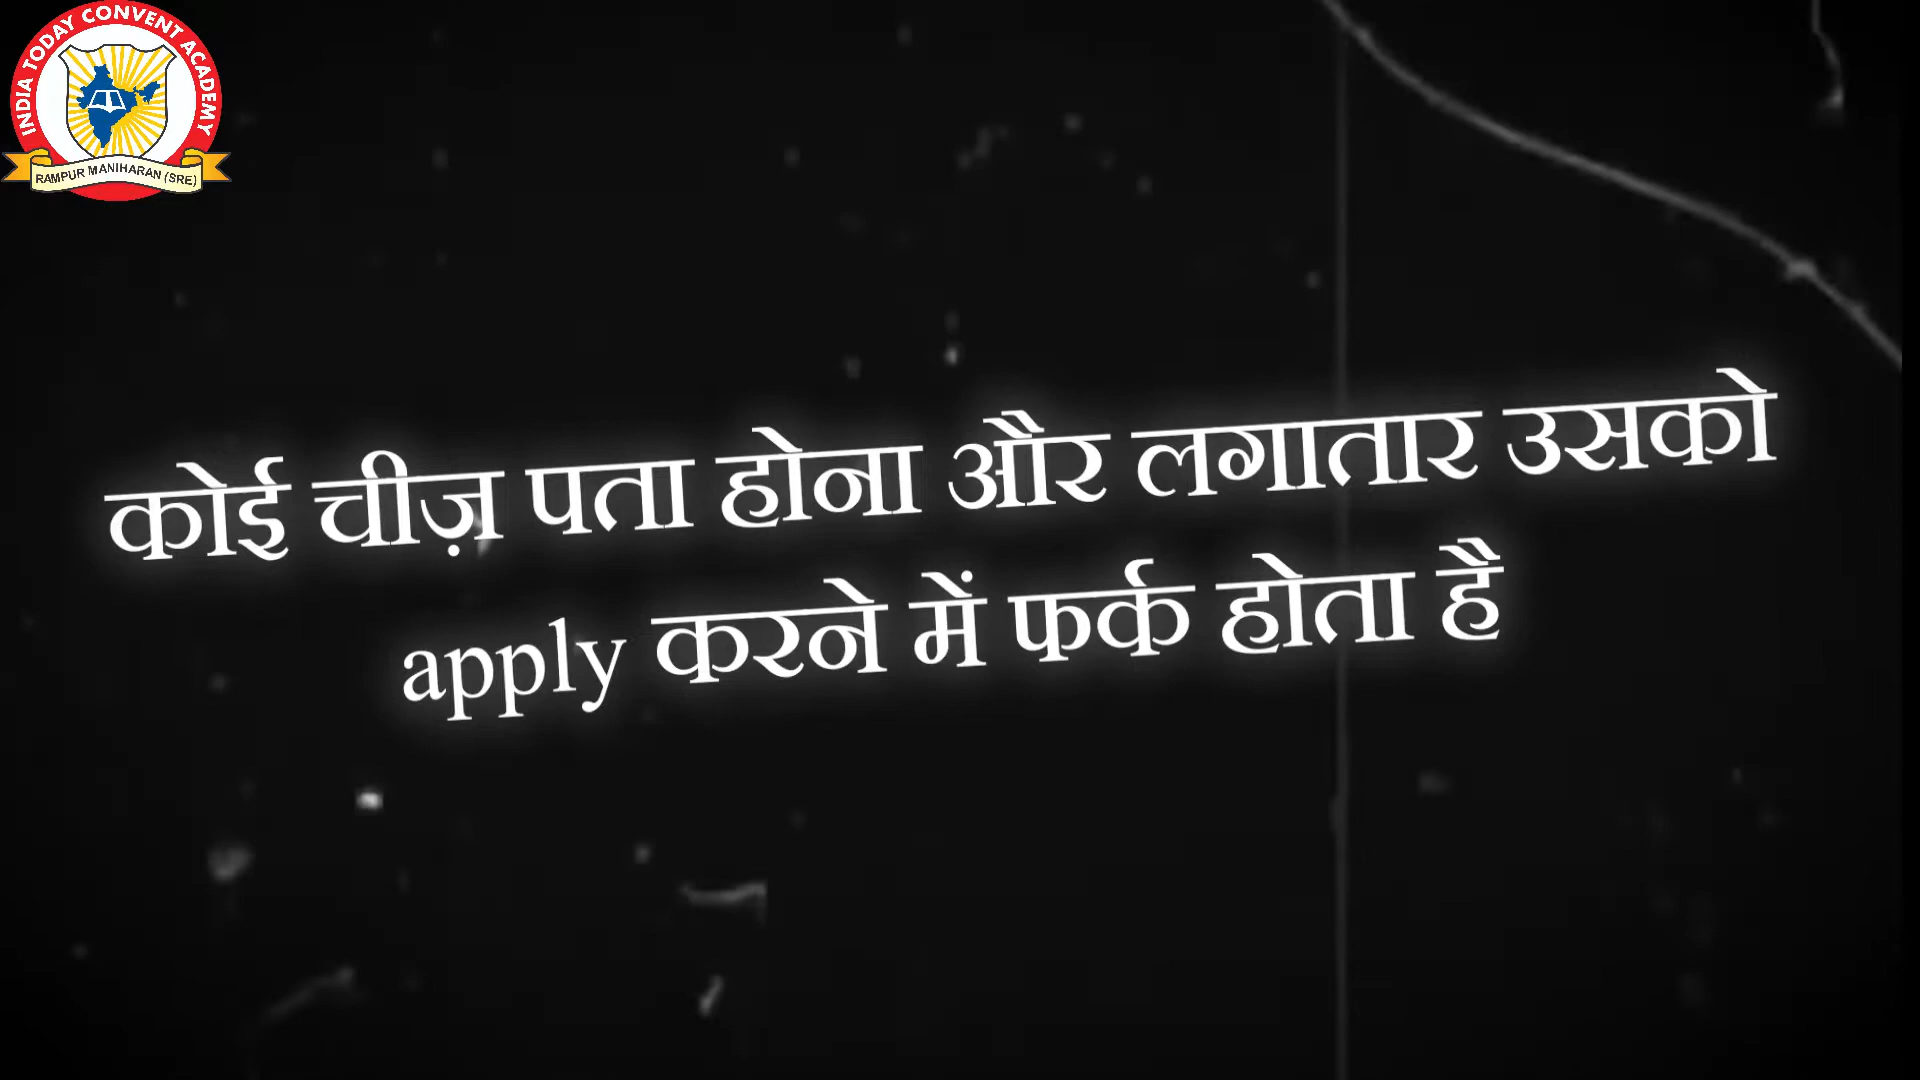 INDIA TODAY CONVENT ACADEMY
RAMPUR MANIHARAN (SRE)
कोई चीज़ पता होना और लगातार उसको
apply करने में फर्क होता है